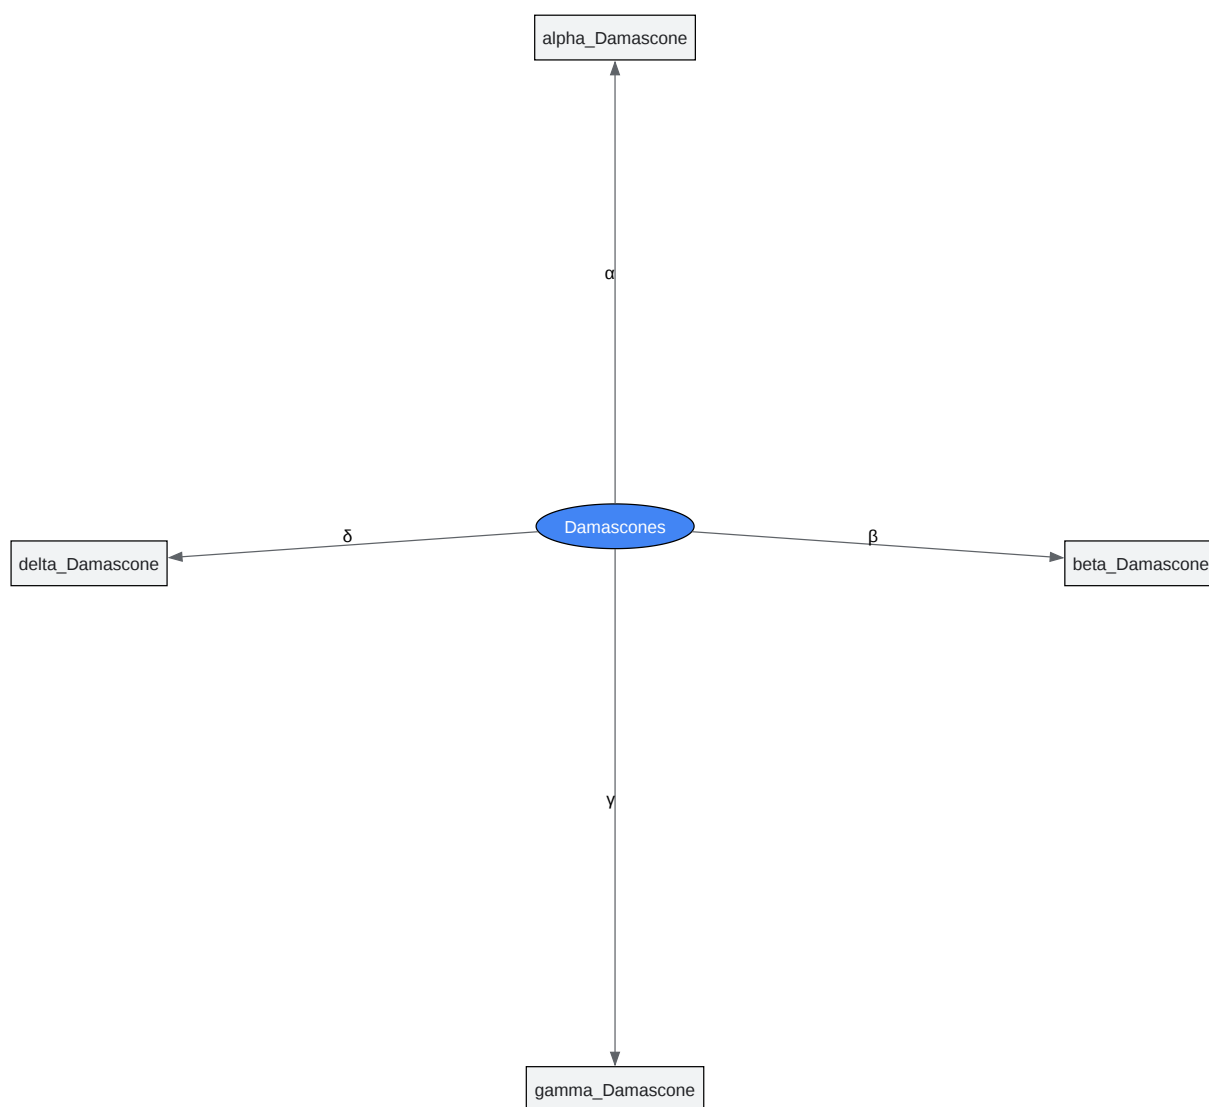 alpha_Damascone
α
Damascones
δ
β
delta_Damascone
beta_Damascone
γ
gamma_Damascone